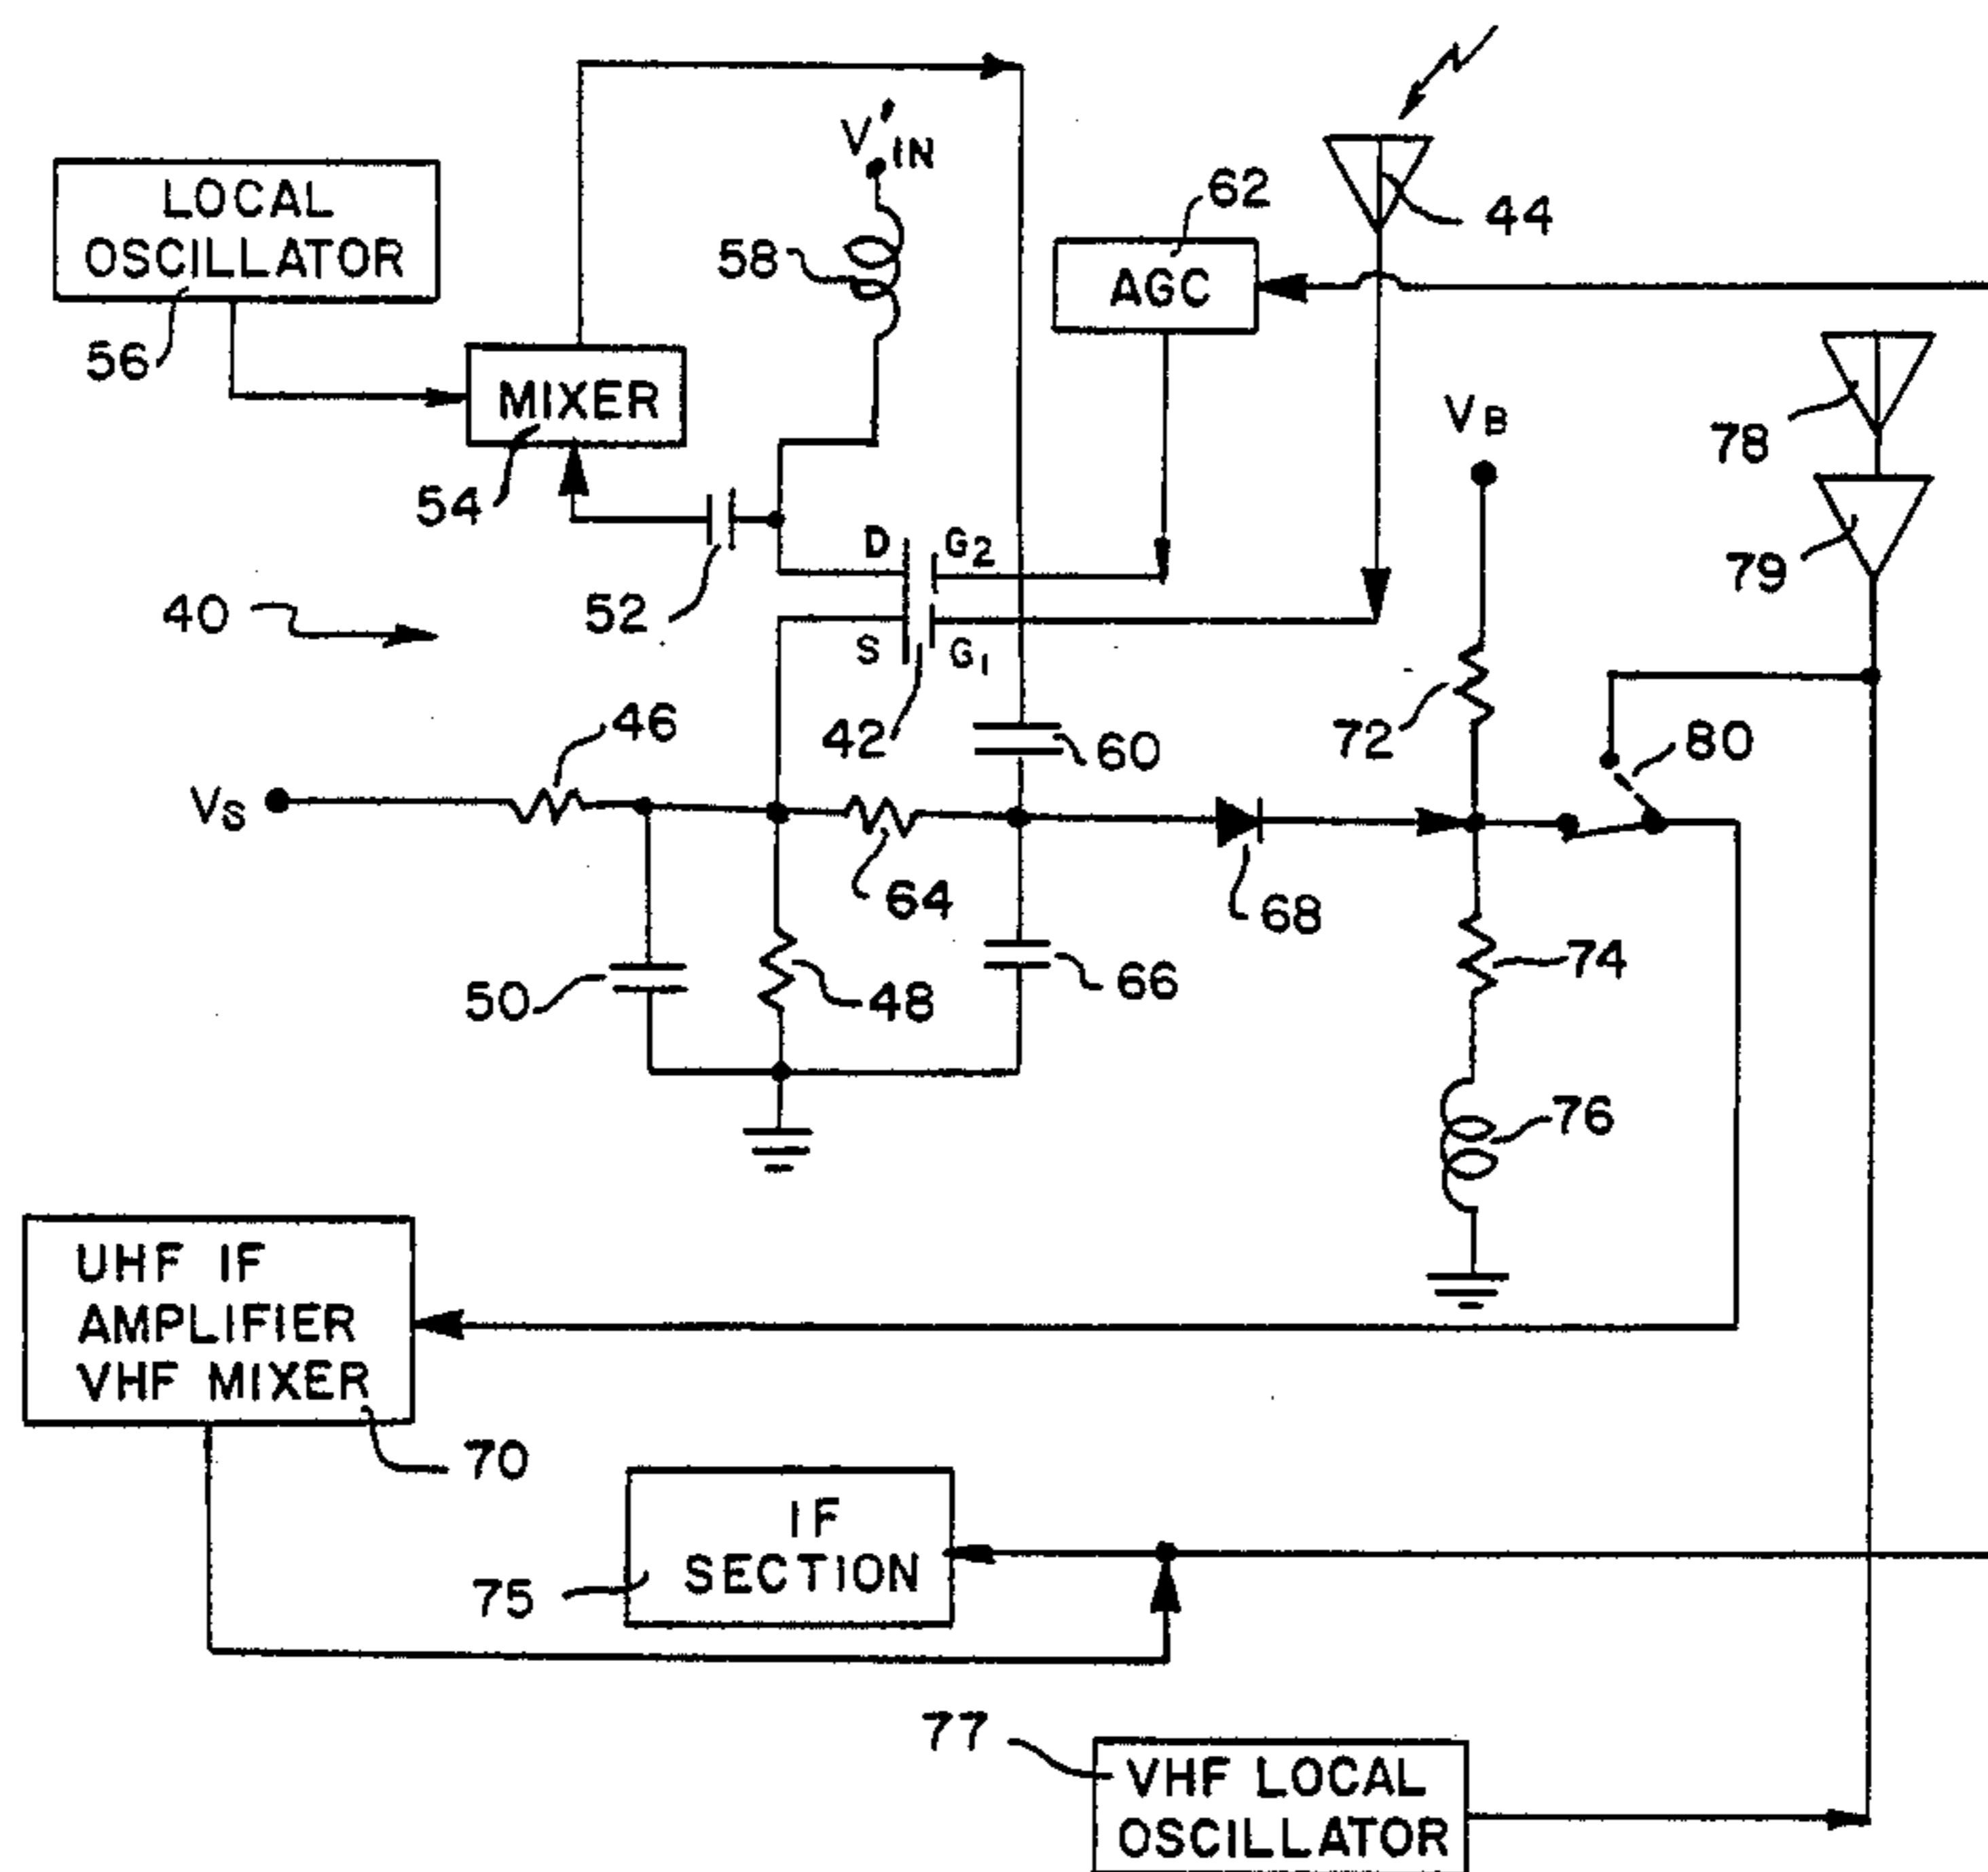 V'IN
LOCAL
OSCILLATOR
56
58
62
AGC
44
MIXER
54
VB
78
79
D
G2
40
52
S
G1
42
46
60
72
80
VS
64
68
50
48
66
74
76
UHF IF
AMPLIFIER
VHF MIXER
70
IF
SECTION
75
77
VHF LOCAL
OSCILLATOR